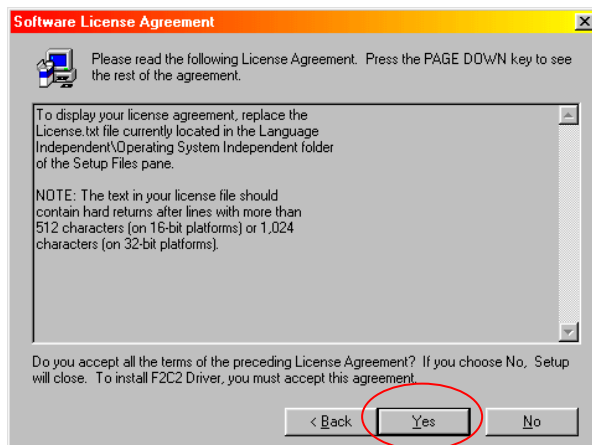 Software License Agreement
Please read the following License Agreement. Press the PAGE DOWN key to see
the rest of the agreement.
To display your license agreement, replace the
License.txt file currently located in the Language
Independent\Operating System Independent folder
of the Setup Files pane.
NOTE: The text in your license file should
contain hard returns after lines with more than
512 characters (on 16-bit platforms) or 1,024
characters (on 32-bit platforms).
Do you accept all the terms of the preceding License Agreement? If you choose No, Setup
will close. To install F2C2 Driver, you must accept this agreement.
< Back Yes No